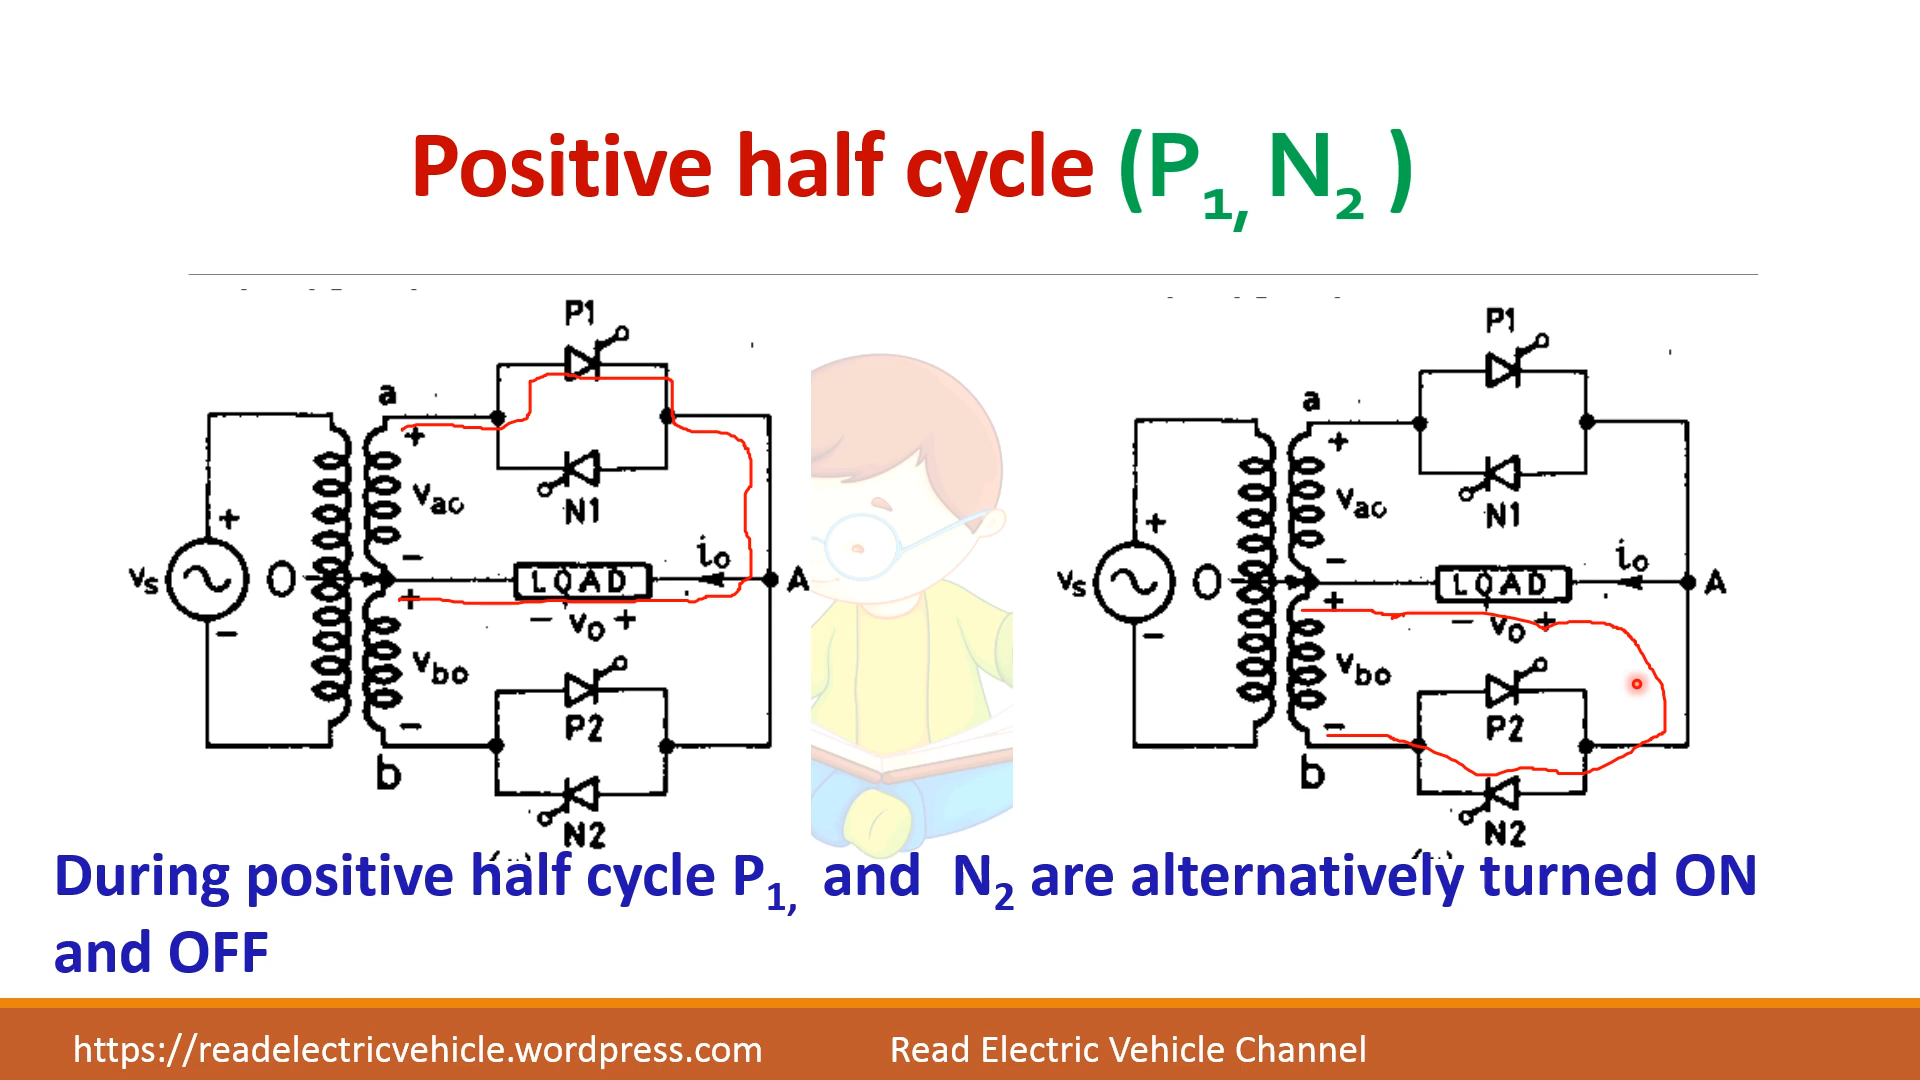 Positive half cycle (P1, N2 )
P1
a
+
N1
vac
+
−
vs
O
LOAD
io
A
+
− vo +
−
vbo
P2
−
b
N2
P1
a
+
N1
vac
+
−
vs
O
LOAD
io
A
+
− vo +
−
vbo
P2
−
b
N2
During positive half cycle P1, and N2 are alternatively turned ON
and OFF
https://readelectricvehicle.wordpress.com
Read Electric Vehicle Channel